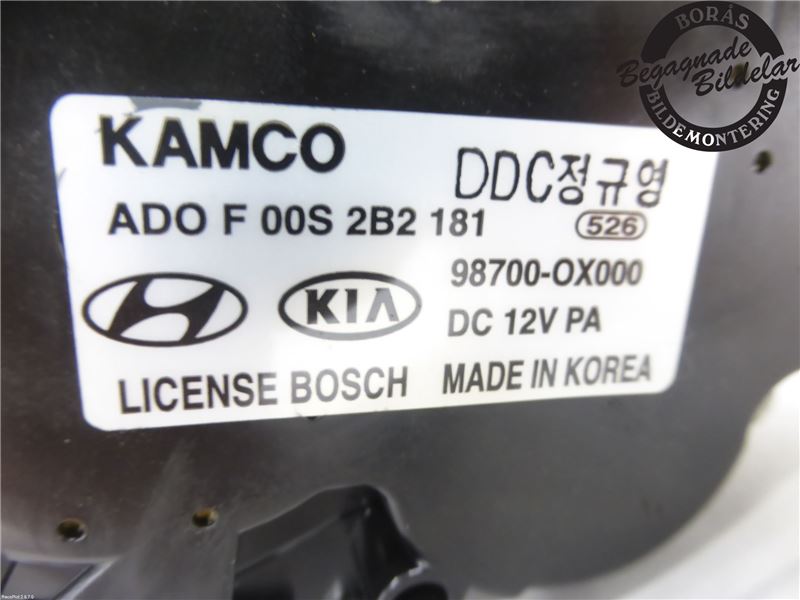 BORÅS
Begagnade
Bildelar
BILDEMONTERING
KAMCO
DDC정규영
ADO F 00S 2B2 181
526
98700-OX000
KIA
DC 12V PA
LICENSE BOSCH
MADE IN KOREA